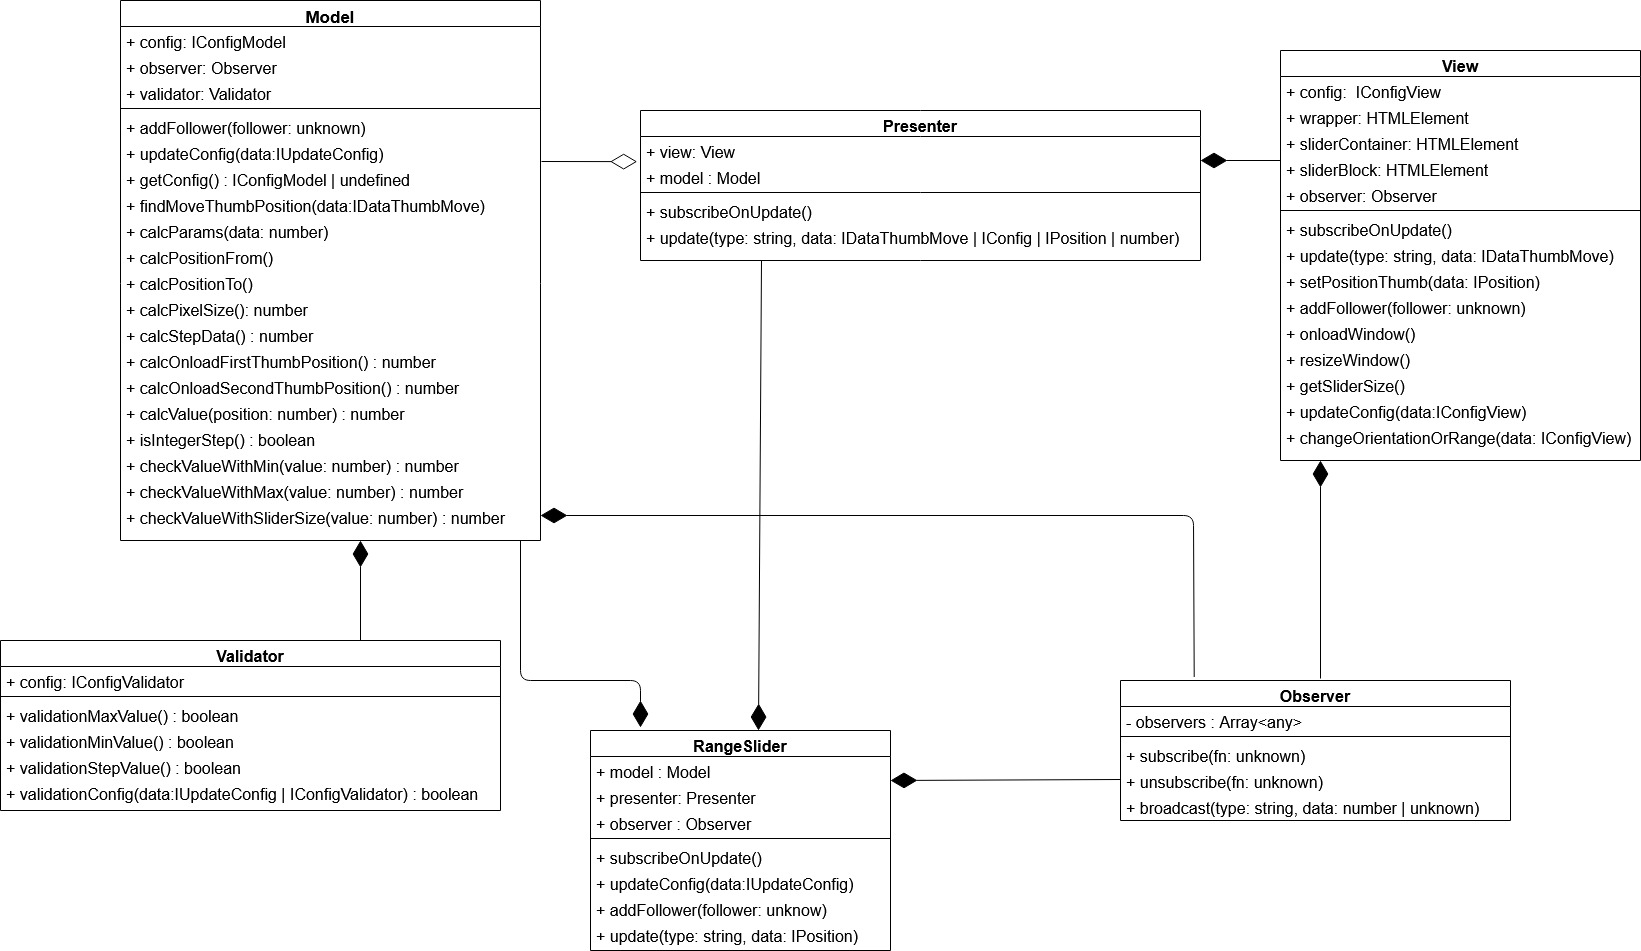 Model
+ config: IConfigModel
+ observer: Observer
+ validator: Validator
+ addFollower(follower: unknown)
+ updateConfig(data:IUpdateConfig)
+ getConfig() : IConfigModel | undefined
+ findMoveThumbPosition(data:IDataThumbMove)
+ calcParams(data: number)
+ calcPositionFrom()
+ calcPositionTo()
+ calcPixelSize(): number
+ calcStepData() : number
+ calcOnloadFirstThumbPosition() : number
+ calcOnloadSecondThumbPosition() : number
+ calcValue(position: number) : number
+ isIntegerStep() : boolean
+ checkValueWithMin(value: number) : number
+ checkValueWithMax(value: number) : number
+ checkValueWithSliderSize(value: number) : number
Presenter
+ view: View
+ model : Model
+ subscribeOnUpdate()
+ update(type: string, data: IDataThumbMove | IConfig | IPosition | number)
View
+ config:  IConfigView
+ wrapper: HTMLElement
+ sliderContainer: HTMLElement
+ sliderBlock: HTMLElement
+ observer: Observer
+ subscribeOnUpdate()
+ update(type: string, data: IDataThumbMove)
+ setPositionThumb(data: IPosition)
+ addFollower(follower: unknown)
+ onloadWindow()
+ resizeWindow()
+ getSliderSize()
+ updateConfig(data:IConfigView)
+ changeOrientationOrRange(data: IConfigView)
Validator
+ config: IConfigValidator
+ validationMaxValue() : boolean
+ validationMinValue() : boolean
+ validationStepValue() : boolean
+ validationConfig(data:IUpdateConfig | IConfigValidator) : boolean
RangeSlider
+ model : Model
+ presenter: Presenter
+ observer : Observer
+ subscribeOnUpdate()
+ updateConfig(data:IUpdateConfig)
+ addFollower(follower: unknow)
+ update(type: string, data: IPosition)
Observer
- observers : Array<any>
+ subscribe(fn: unknown)
+ unsubscribe(fn: unknown)
+ broadcast(type: string, data: number | unknown)